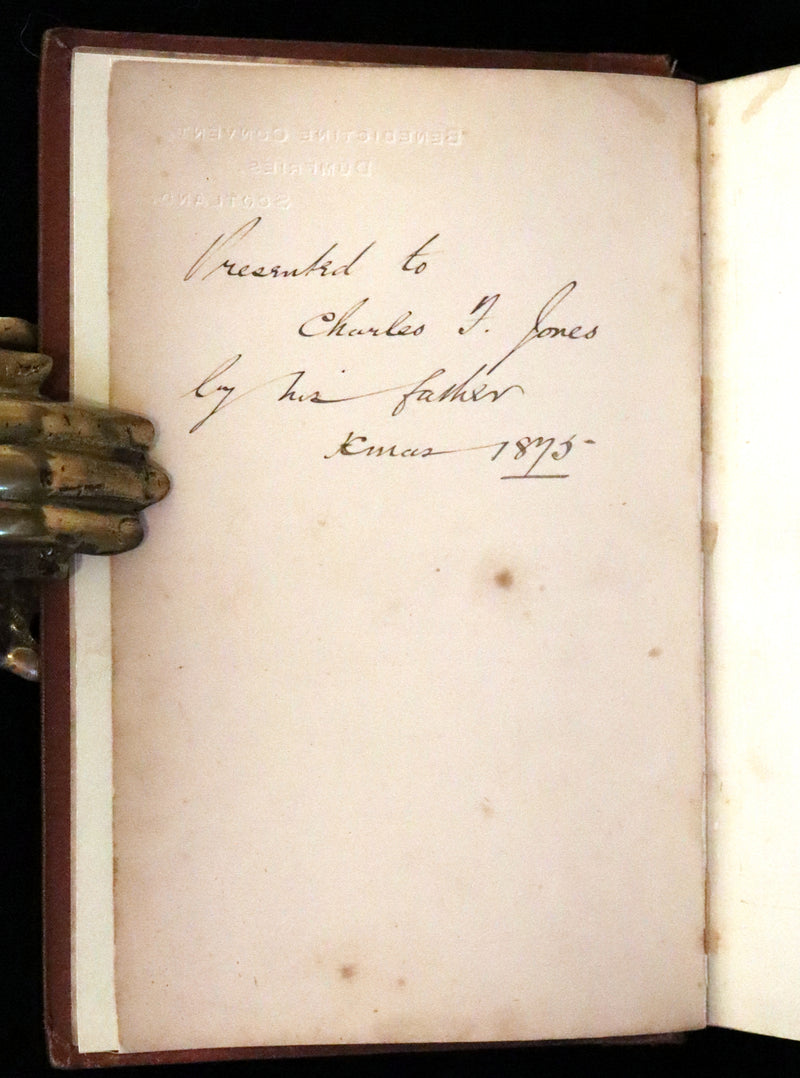 BENEDICTINE CONVENT,
DUMFRIES,
SCOTLAND.
Presented to
Charles F. Jones
by his father
Xmas 1875